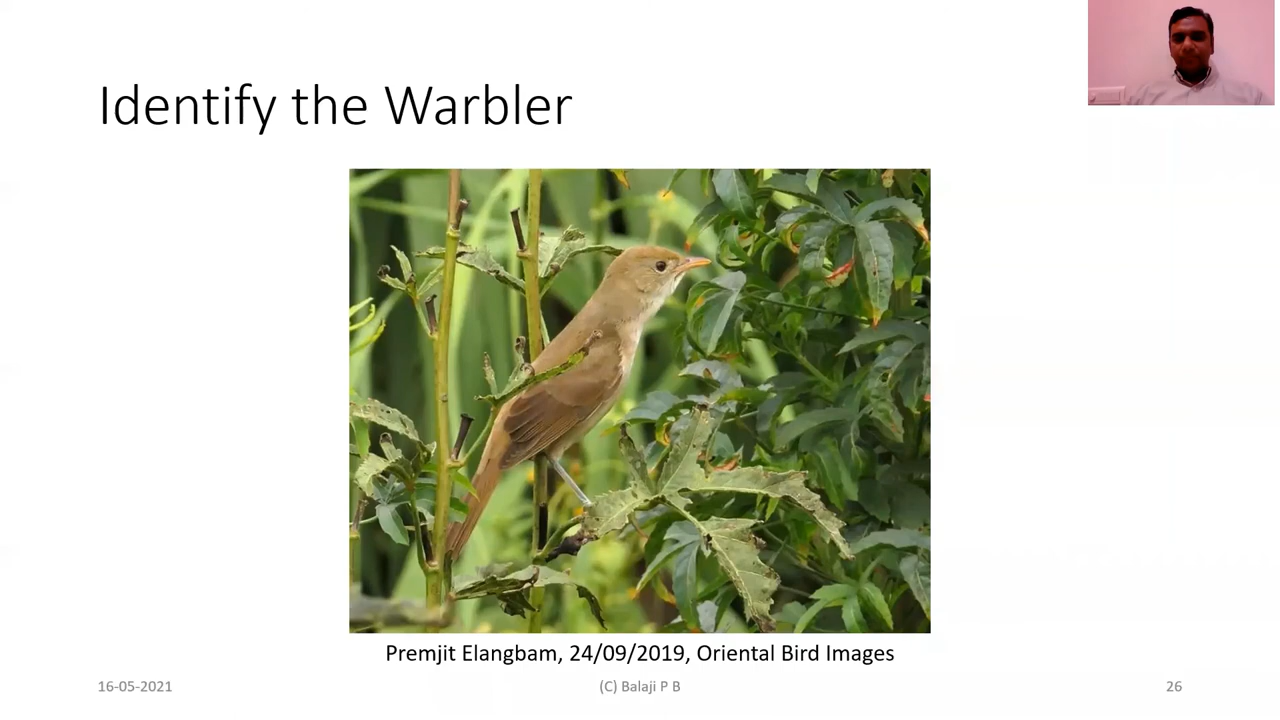 Identify the Warbler
Premjit Elangbam, 24/09/2019, Oriental Bird Images
16-05-2021
(C) Balaji P B
26